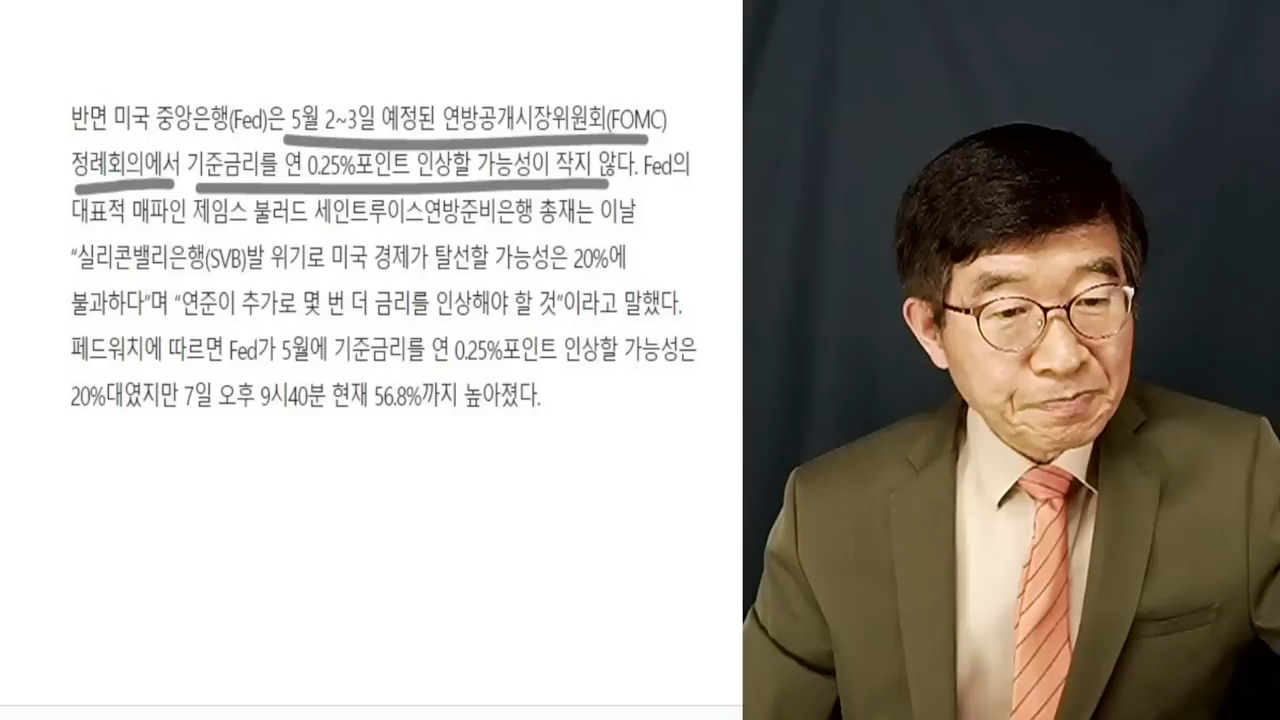 반면 미국 중앙은행(Fed)은 5월 2~3일 예정된 연방공개시장위원회(FOMC)
정례회의에서 기준금리를 연 0.25%포인트 인상할 가능성이 작지 않다. Fed의
대표적 매파인 제임스 불러드 세인트루이스연방준비은행 총재는 이날
“실리콘밸리은행(SVB)발 위기로 미국 경제가 탈선할 가능성은 20%에
불과하다”며 “연준이 추가로 몇 번 더 금리를 인상해야 할 것”이라고 말했다.
페드워치에 따르면 Fed가 5월에 기준금리를 연 0.25%포인트 인상할 가능성은
20%대였지만 7일 오후 9시40분 현재 56.8%까지 높아졌다.